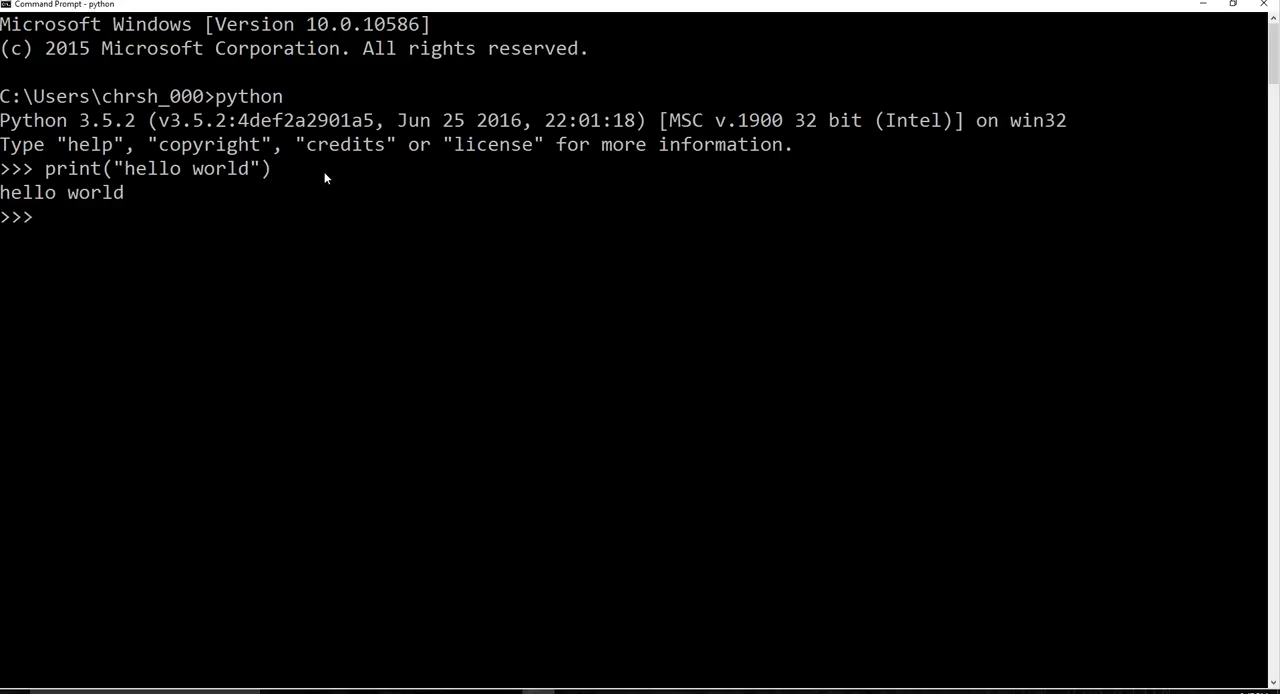 Command Prompt - python
Microsoft Windows [Version 10.0.10586]
(c) 2015 Microsoft Corporation. All rights reserved.
C:\Users\chrsh_000>python
Python 3.5.2 (v3.5.2:4def2a2901a5, Jun 25 2016, 22:01:18) [MSC v.1900 32 bit (Intel)] on win32
Type "help", "copyright", "credits" or "license" for more information.
>>> print("hello world")
hello world
>>>